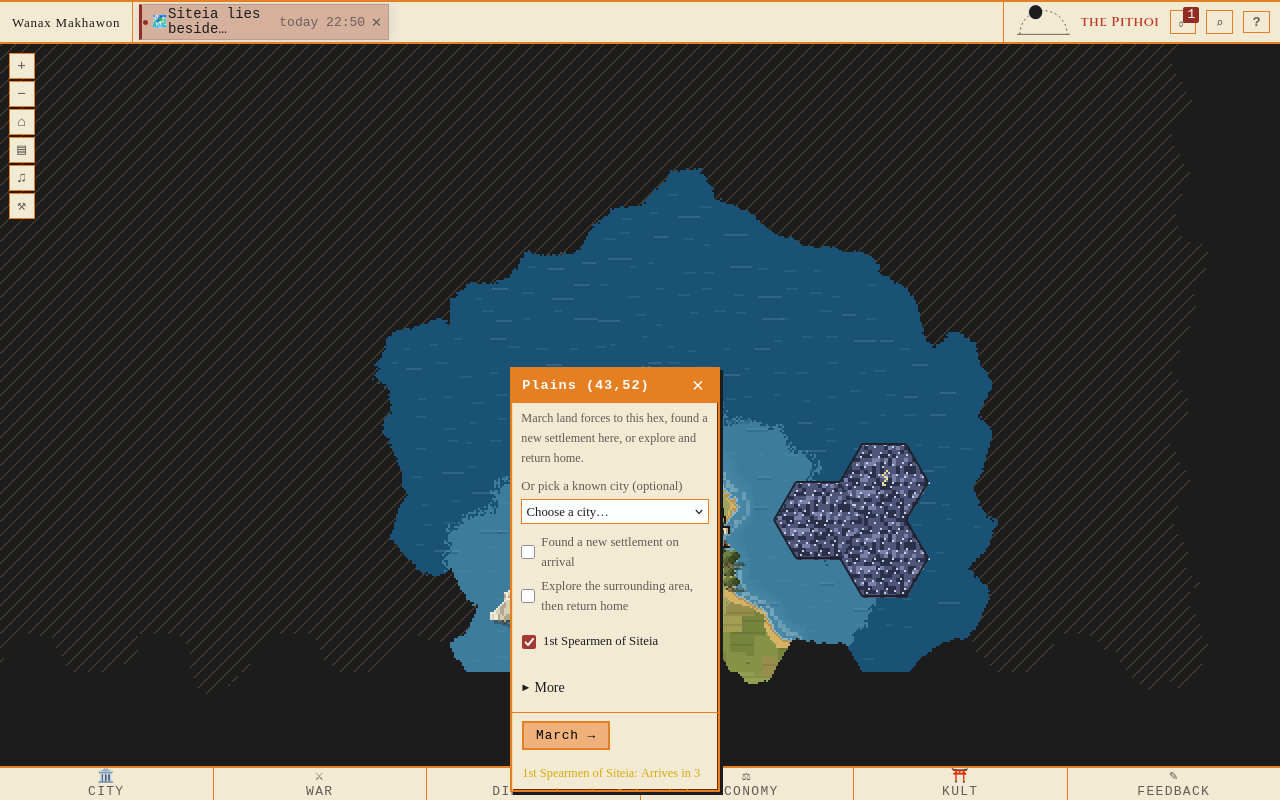 Wanax Makhawon
Siteia lies beside…
today 22:50 ✕
THE PITHOI
1
?
+
−
Plains (43,52)
✕
March land forces to this hex, found a
new settlement here, or explore and
return home.
Or pick a known city (optional)
Choose a city…
Found a new settlement on
arrival
Explore the surrounding area,
then return home
1st Spearmen of Siteia
► More
March →
1st Spearmen of Siteia: Arrives in 3
CITY
WAR
KULT
FEEDBACK